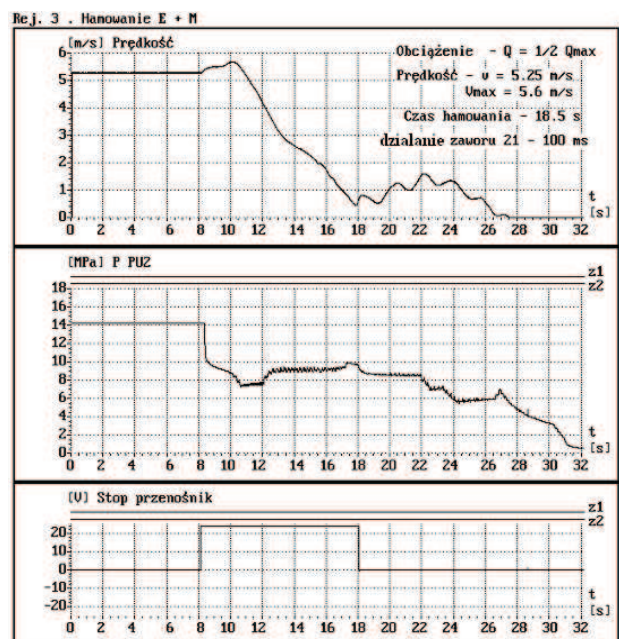 Rej. 3 . Hamowanie E + M
[m/s] Prędkość
Obciążenie - Q = 1/2 Qmax
Prędkość - υ = 5.25 m/s
Vmax = 5.6 m/s
Czas hamowania - 18.5 s
działanie zaworu 21 - 100 ms
6
5
4
3
2
1
0
t
[s]
0 2 4 6 8 10 12 14 16 18 20 22 24 26 28 30 32
[MPa] P PUZ
z1
z2
18
16
14
12
10
8
6
4
2
0
t
[s]
0 2 4 6 8 10 12 14 16 18 20 22 24 26 28 30 32
[V] Stop przenośnik
z1
z2
20
10
0
-10
-20
t
[s]
0 2 4 6 8 10 12 14 16 18 20 22 24 26 28 30 32